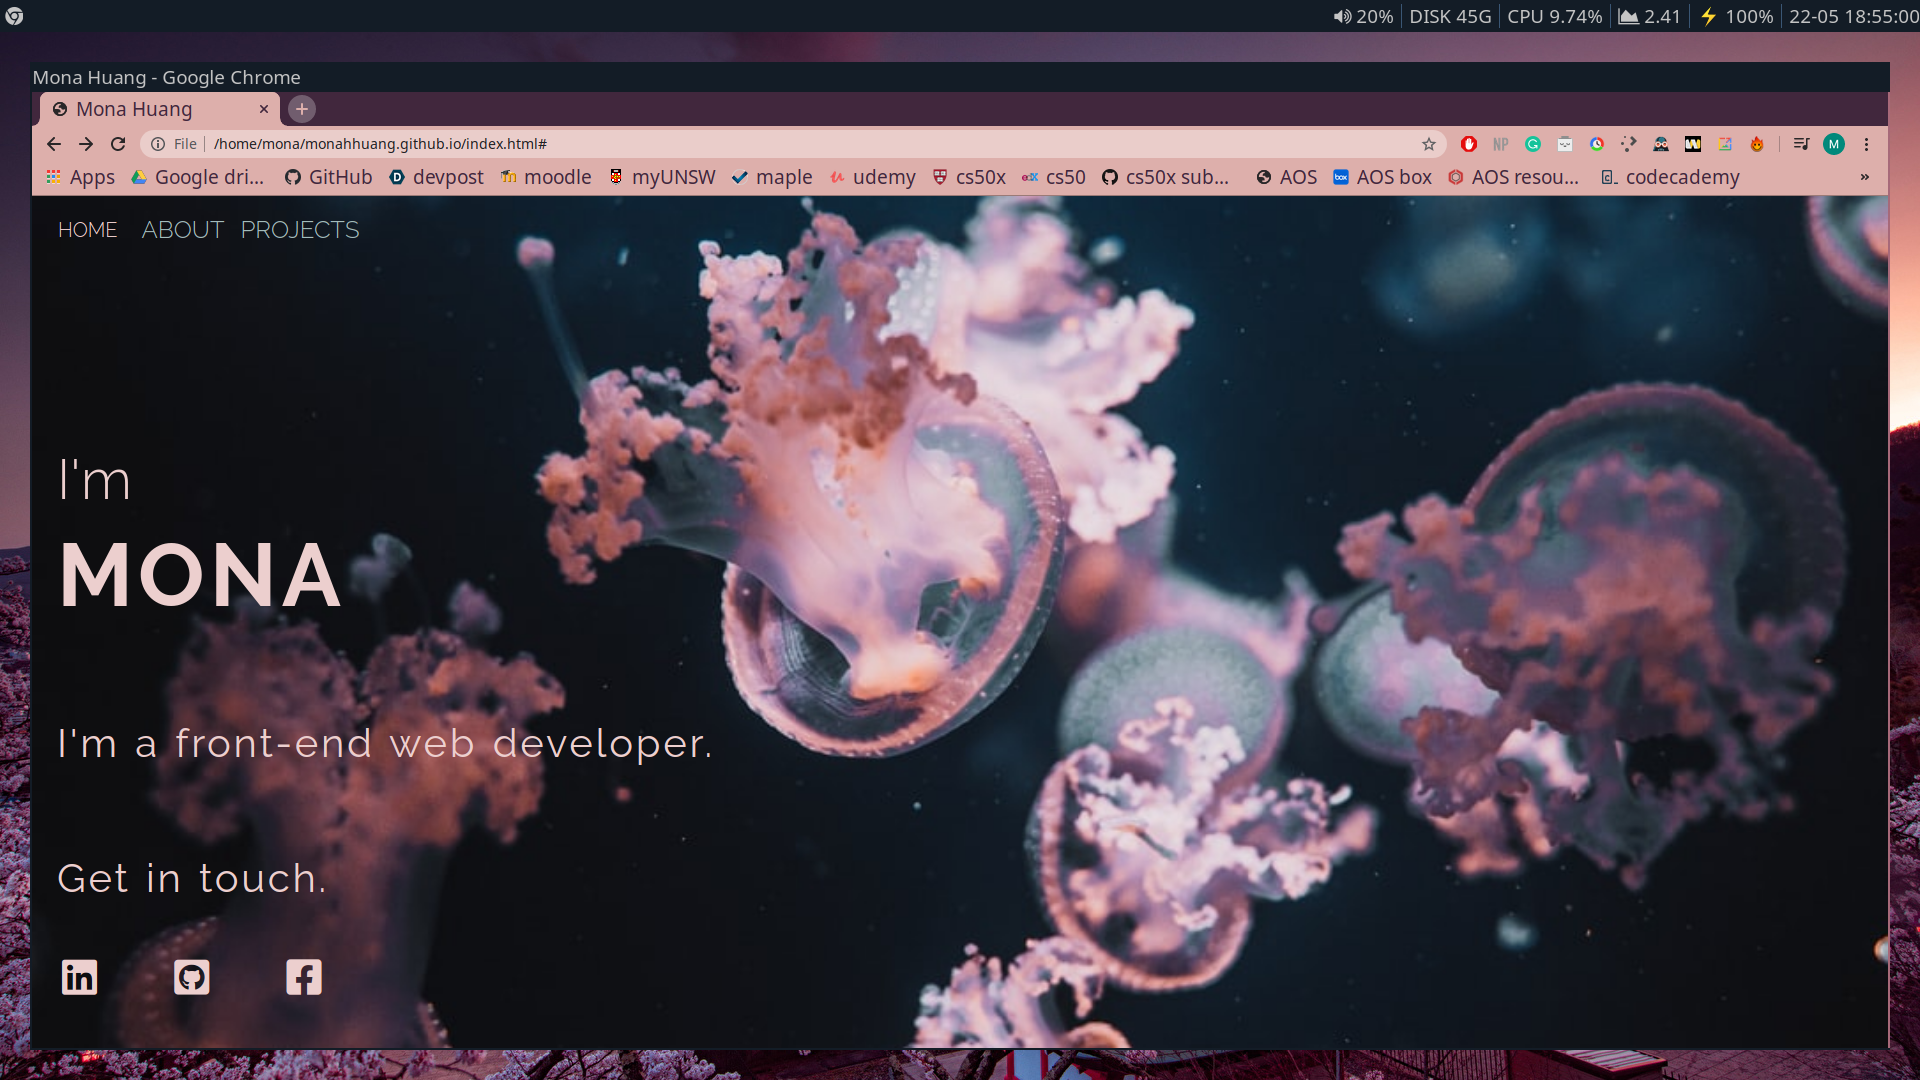 20% DISK 45G CPU 9.74% 2.41 100% 22-05 18:55:00
Mona Huang - Google Chrome
Mona Huang
File /home/mona/monahhuang.github.io/index.html#
NP M
Apps Google dri... GitHub devpost moodle myUNSW maple udemy cs50x cs50 cs50x sub... AOS AOS box AOS resou... codecademy »
HOME ABOUT PROJECTS
I'm
MONA
I'm a front-end web developer.
Get in touch.